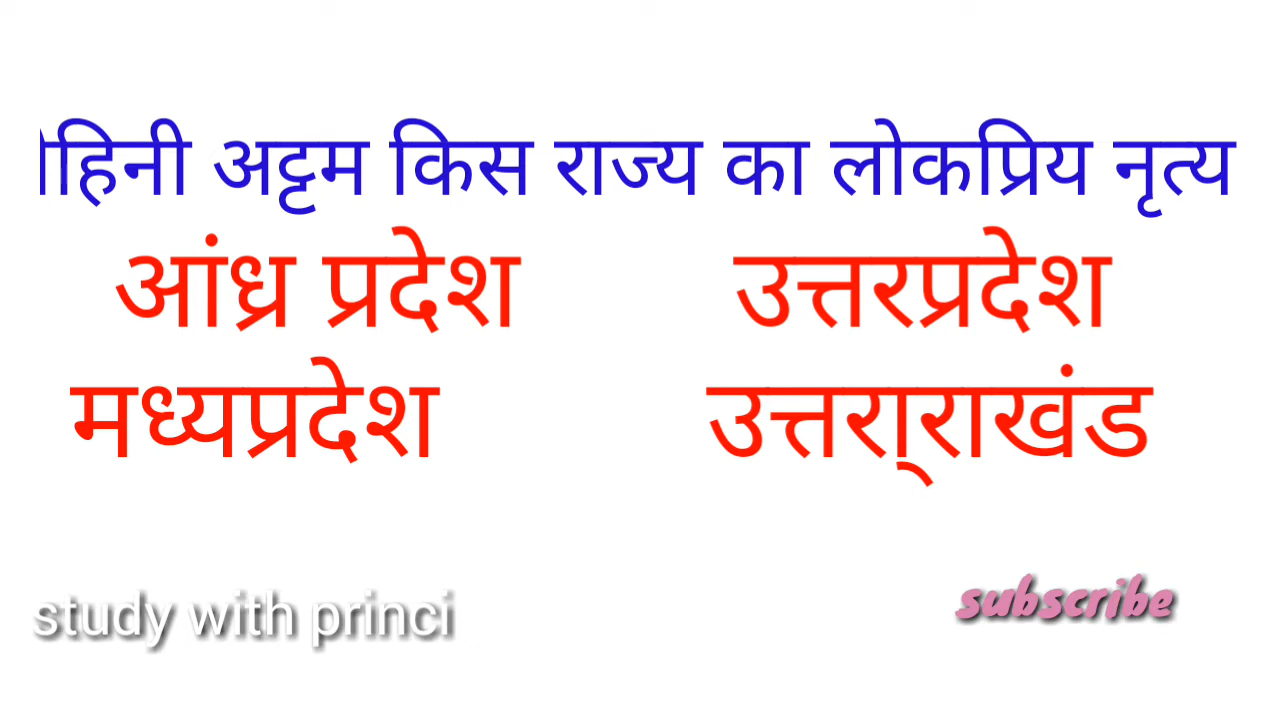 ोहिनी अट्टम किस राज्य का लोकप्रिय नृत्य
आंध्र प्रदेश उत्तरप्रदेश
मध्यप्रदेश उत्तरा्राखंड
study with princi subscribe